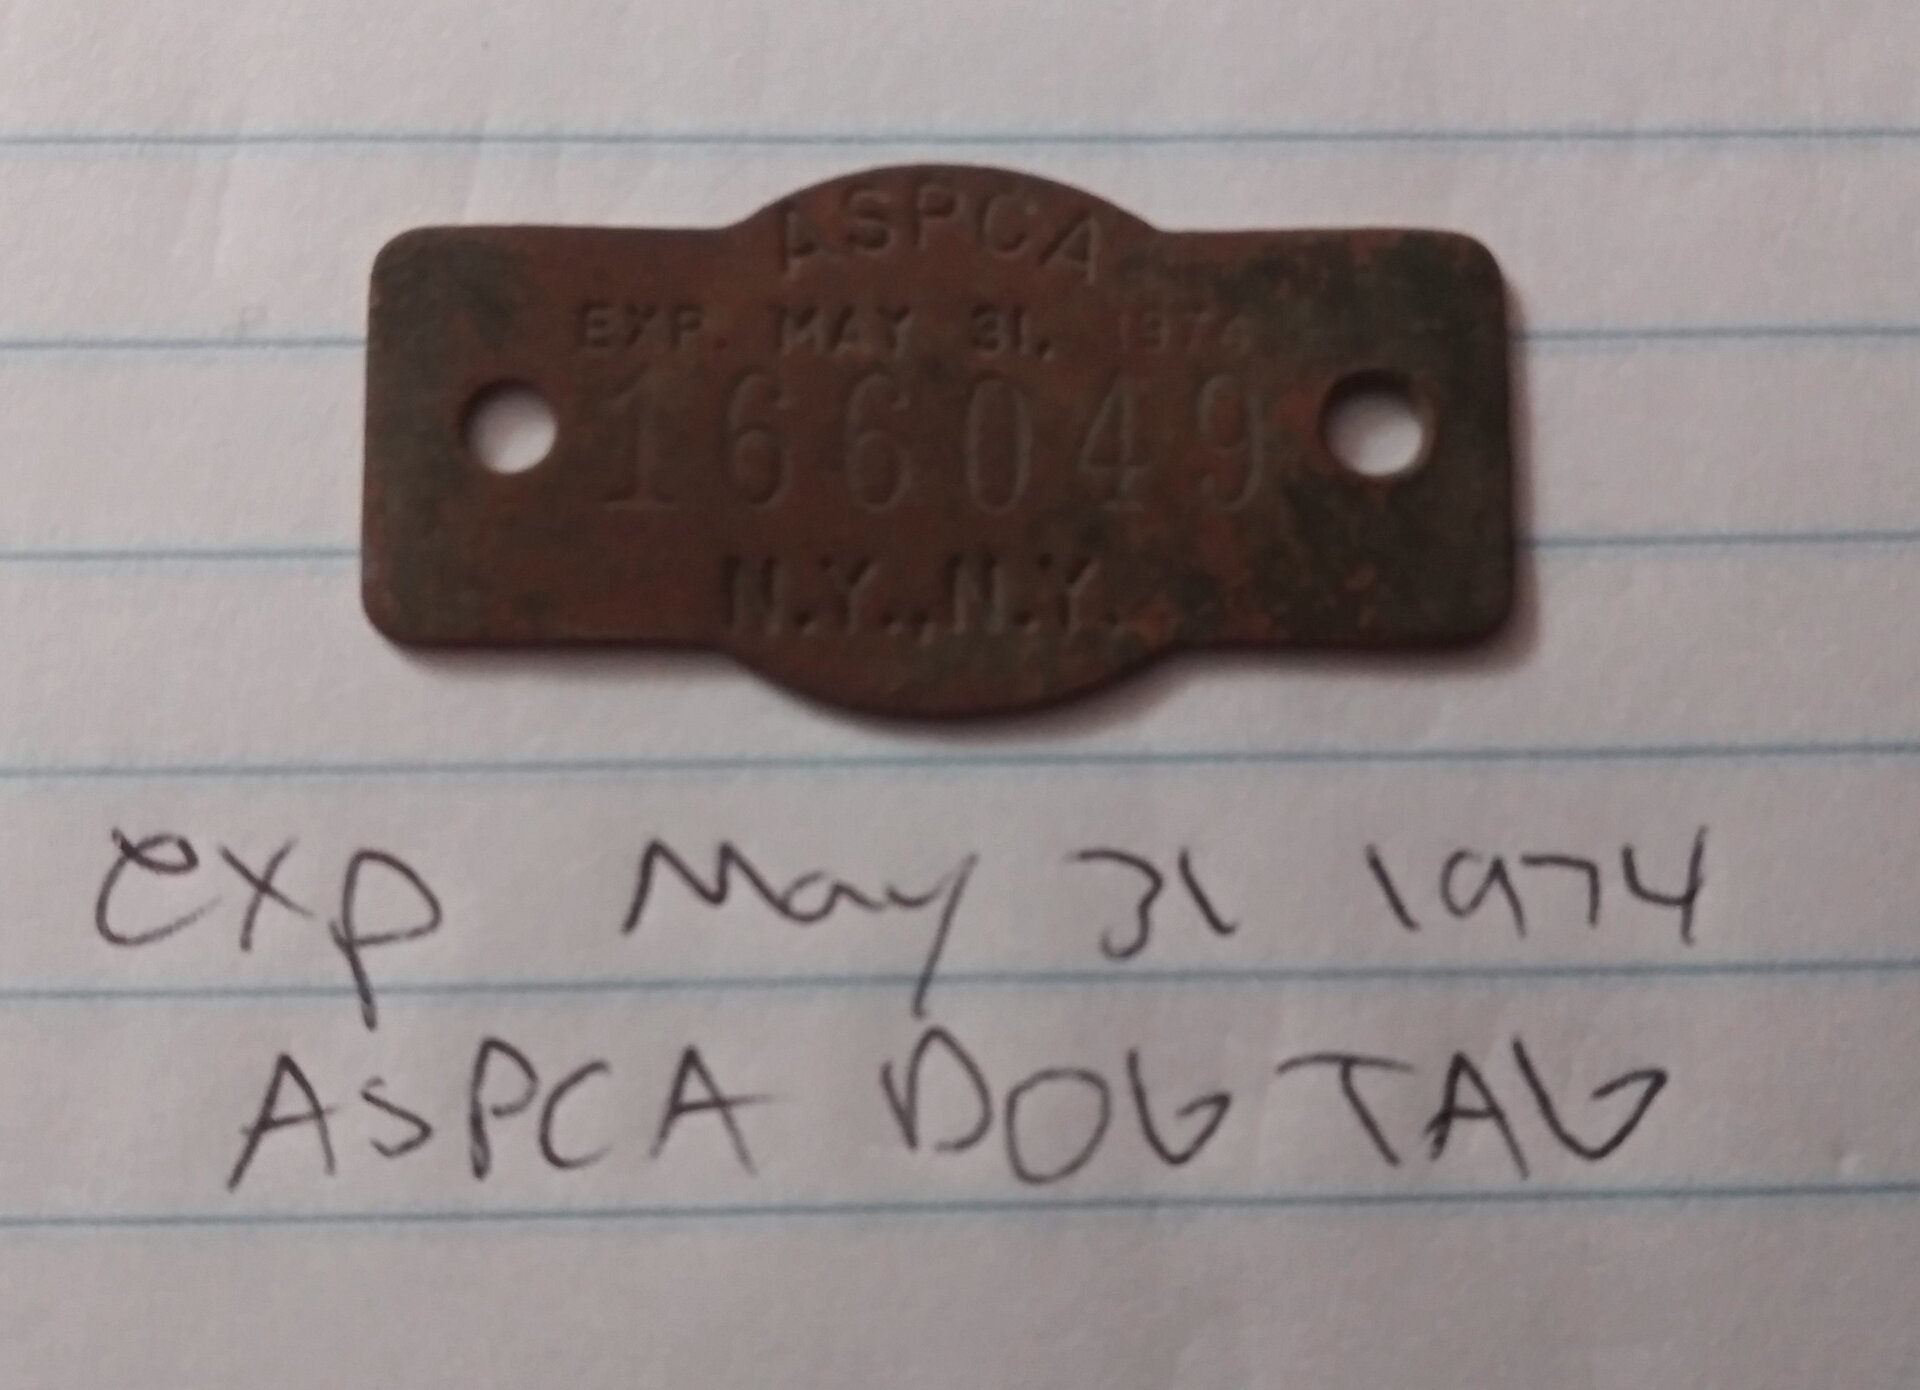 ASPCA
EXP. MAY 31, 1974
166049
N.Y., N.Y.
exp May 31 1974
ASPCA DOG TAG